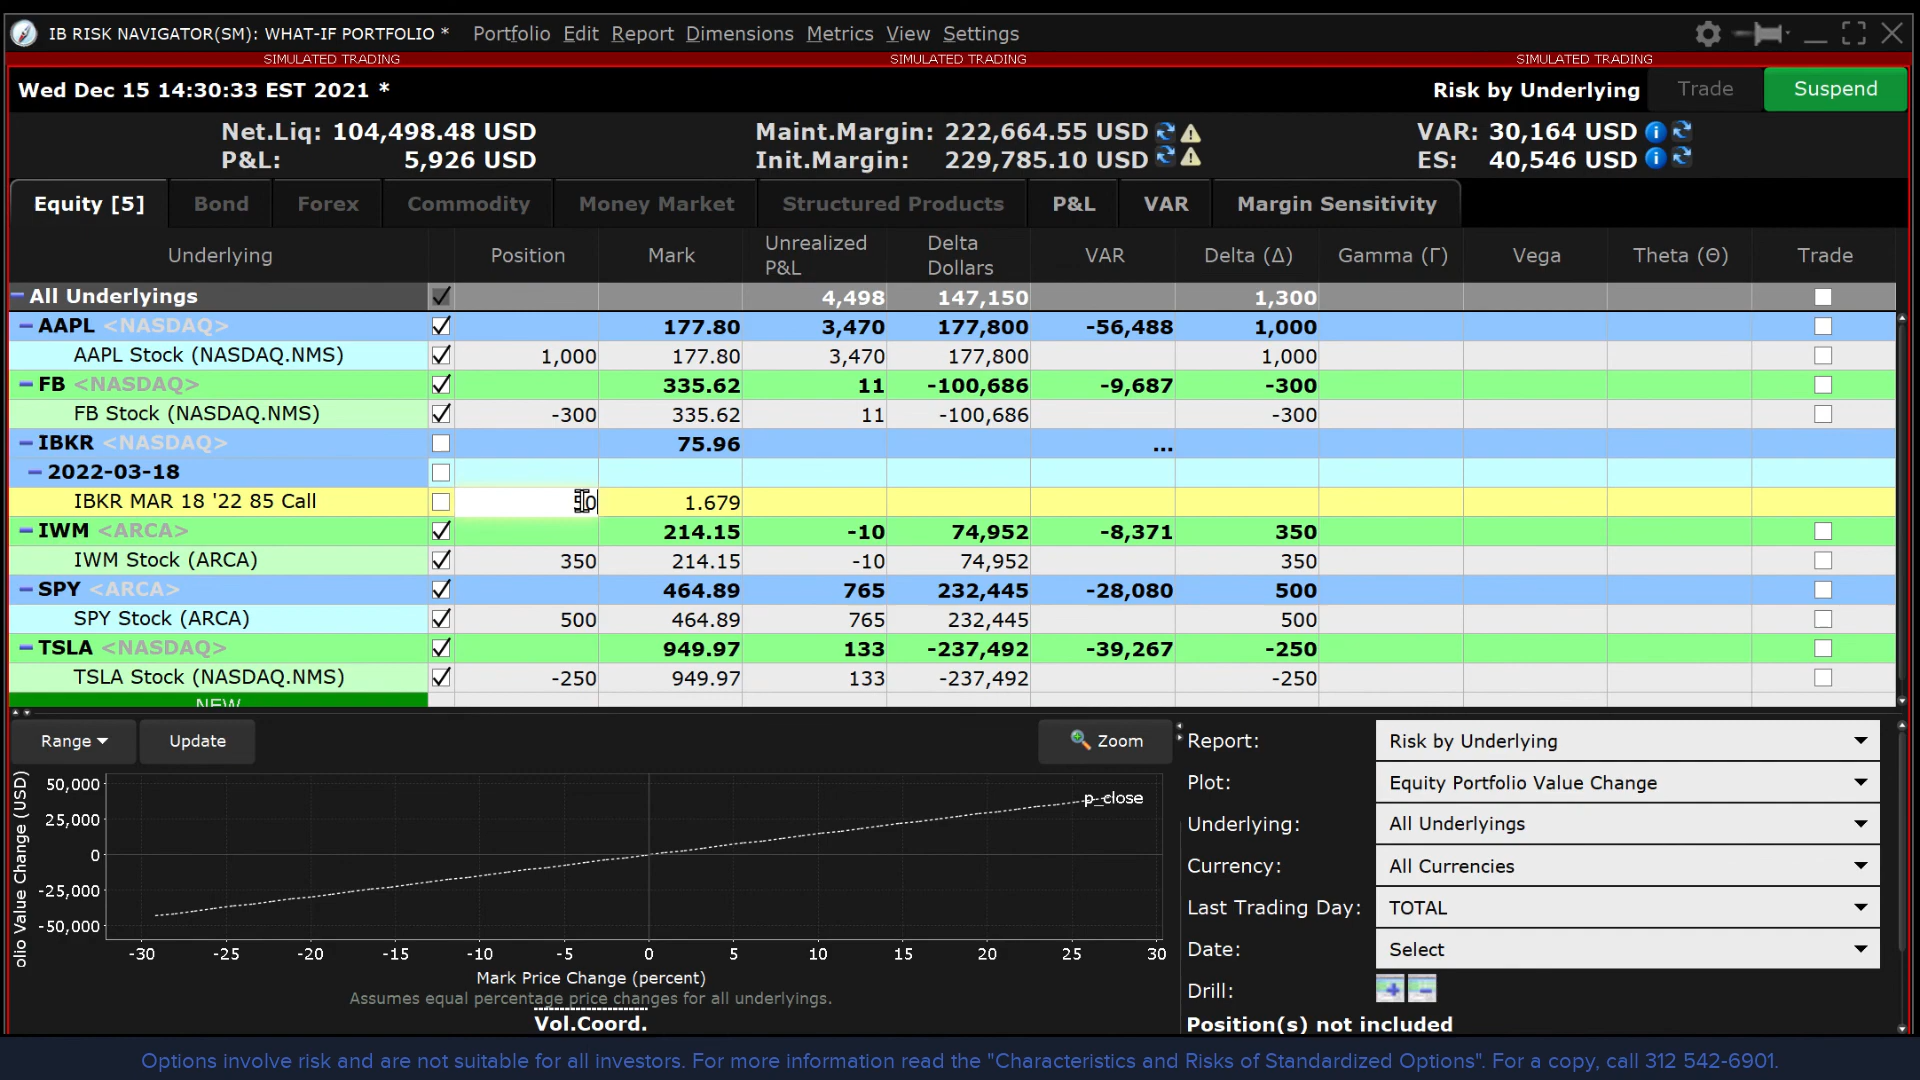 IB RISK NAVIGATOR(SM): WHAT-IF PORTFOLIO * Portfolio Edit Report Dimensions Metrics View Settings
SIMULATED TRADING SIMULATED TRADING SIMULATED TRADING
Wed Dec 15 14:30:33 EST 2021 * Risk by Underlying Trade Suspend
Net.Liq: 104,498.48 USD Maint.Margin: 222,664.55 USD VAR: 30,164 USD
P&L: 5,926 USD Init.Margin: 229,785.10 USD ES: 40,546 USD
Equity [5] Bond Forex Commodity Money Market Structured Products P&L VAR Margin Sensitivity
Underlying Position Mark Unrealized P&L Delta Dollars VAR Delta (Δ) Gamma (Γ) Vega Theta (Θ) Trade
All Underlyings 4,498 147,150 1,300
AAPL <NASDAQ> 177.80 3,470 177,800 -56,488 1,000
AAPL Stock (NASDAQ.NMS) 1,000 177.80 3,470 177,800 1,000
FB <NASDAQ> 335.62 11 -100,686 -9,687 -300
FB Stock (NASDAQ.NMS) -300 335.62 11 -100,686 -300
IBKR <NASDAQ> 75.96 ...
2022-03-18
IBKR MAR 18 '22 85 Call 1.679
IWM <ARCA> 214.15 -10 74,952 -8,371 350
IWM Stock (ARCA) 350 214.15 -10 74,952 350
SPY <ARCA> 464.89 765 232,445 -28,080 500
SPY Stock (ARCA) 500 464.89 765 232,445 500
TSLA <NASDAQ> 949.97 133 -237,492 -39,267 -250
TSLA Stock (NASDAQ.NMS) -250 949.97 133 -237,492 -250
NEW
Range Update Zoom
p_close
50,000
25,000
0
-25,000
-50,000
olio Value Change (USD)
-30 -25 -20 -15 -10 -5 0 5 10 15 20 25 30
Mark Price Change (percent)
Assumes equal percentage price changes for all underlyings.
Vol.Coord.
Report: Risk by Underlying
Plot: Equity Portfolio Value Change
Underlying: All Underlyings
Currency: All Currencies
Last Trading Day: TOTAL
Date: Select
Drill:
Position(s) not included
Options involve risk and are not suitable for all investors. For more information read the "Characteristics and Risks of Standardized Options". For a copy, call 312 542-6901.